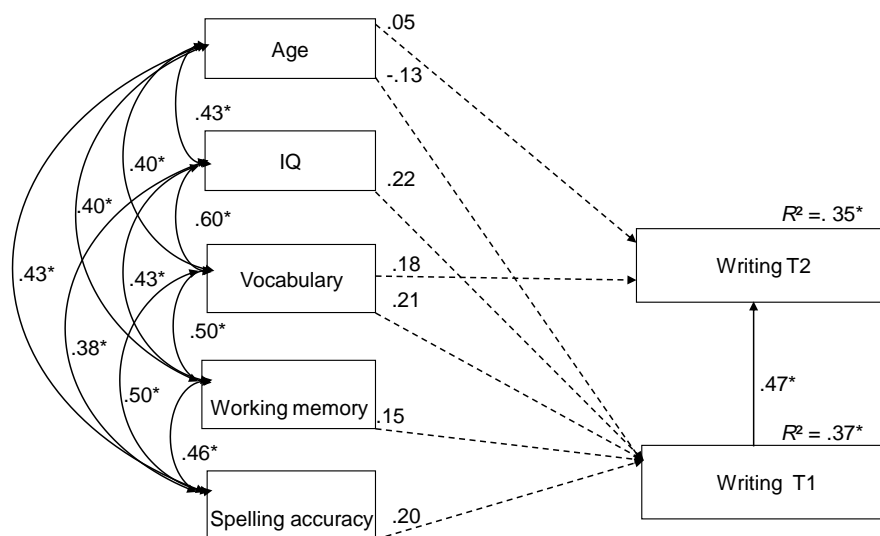 .05
Age
-.13
.43*
IQ
.40*
.22
.40*
.60*
R² =. 35*
Writing T2
.18
Vocabulary
.43*
.43*
.21
.50*
.38*
.50*
.47*
Working memory
.15
R² = .37*
.46*
Writing T1
.20
Spelling accuracy